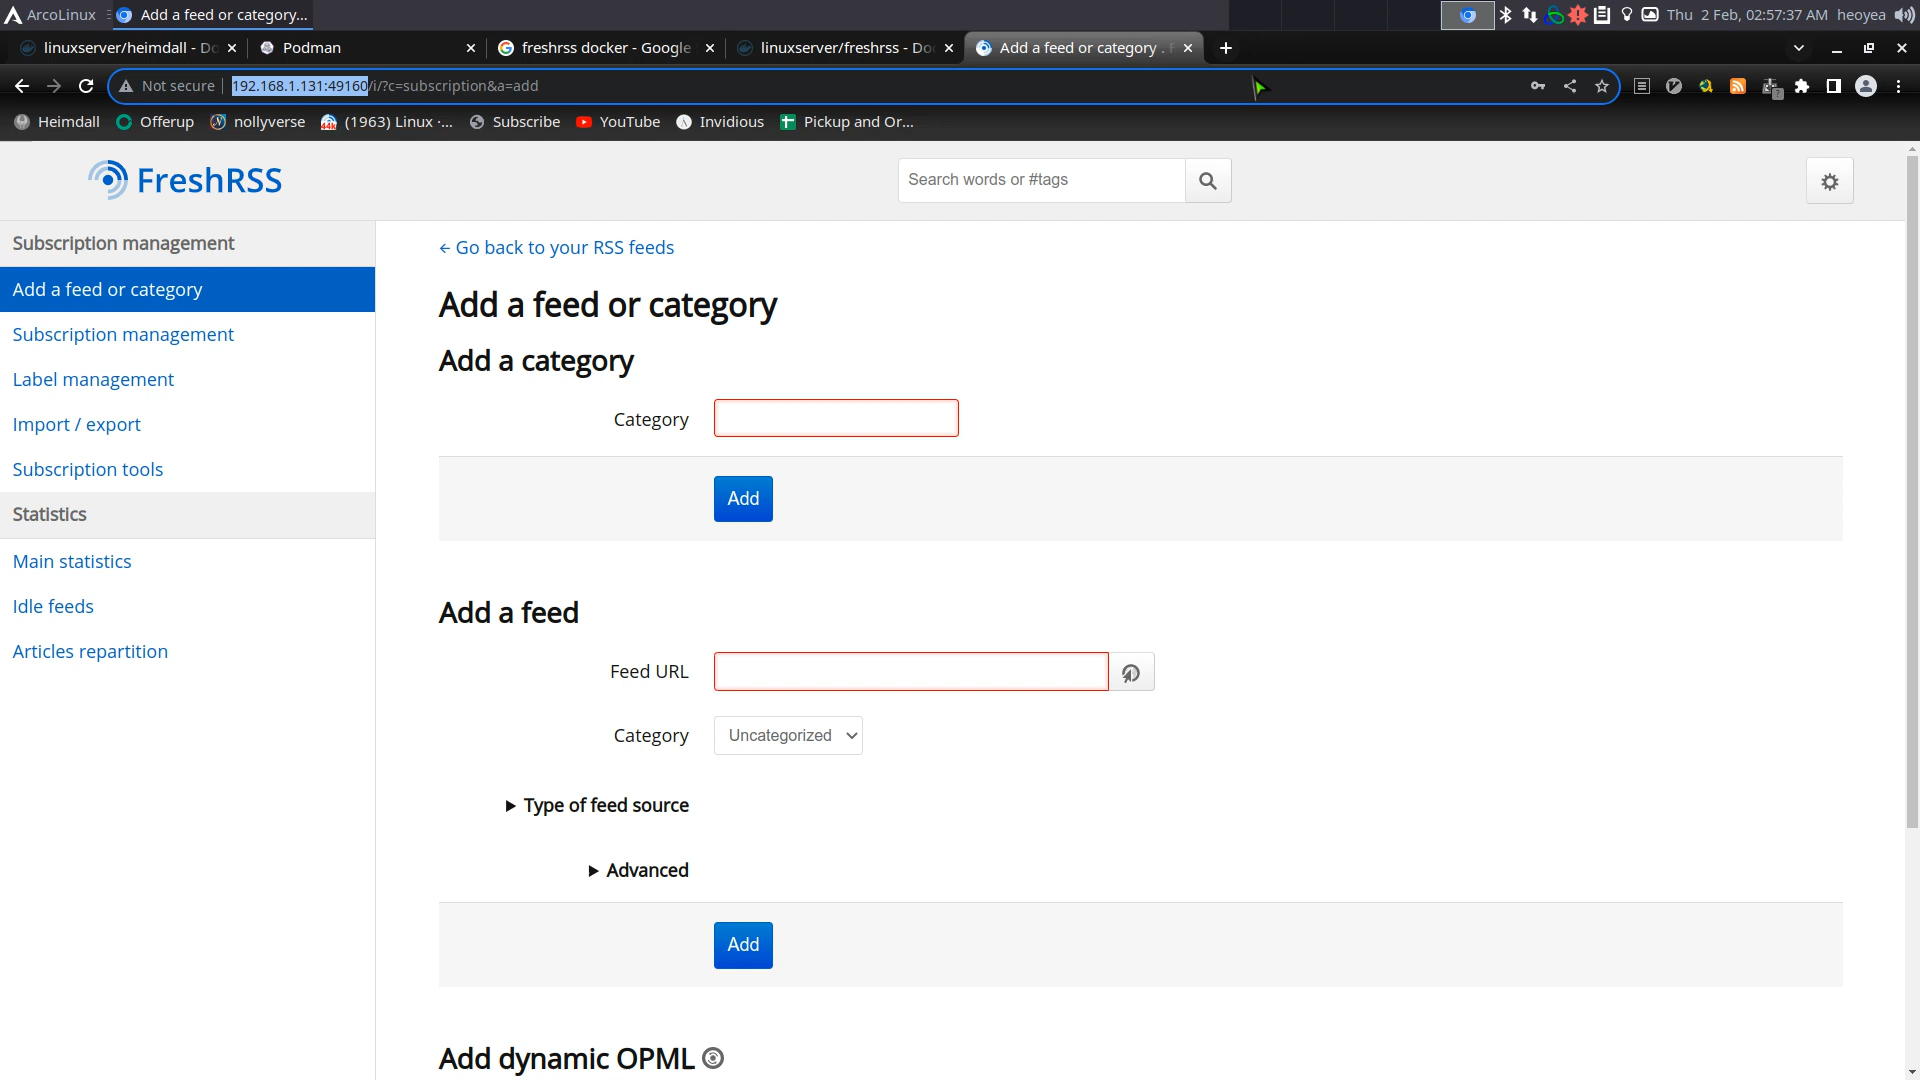 ArcoLinux
Add a feed or category...
Thu 2 Feb, 02:57:37 AM heoyea
linuxserver/heimdall - Do
Podman
freshrss docker - Google
linuxserver/freshrss - Doc
Add a feed or category .
Not secure
192.168.1.131:49160/i/?c=subscription&a=add
Heimdall
Offerup
nollyverse
(1963) Linux ·...
Subscribe
YouTube
Invidious
Pickup and Or...
FreshRSS
Search words or #tags
Subscription management
Add a feed or category
Subscription management
Label management
Import / export
Subscription tools
Statistics
Main statistics
Idle feeds
Articles repartition
← Go back to your RSS feeds
Add a feed or category
Add a category
Category
Add
Add a feed
Feed URL
Category
Uncategorized
Type of feed source
Advanced
Add
Add dynamic OPML